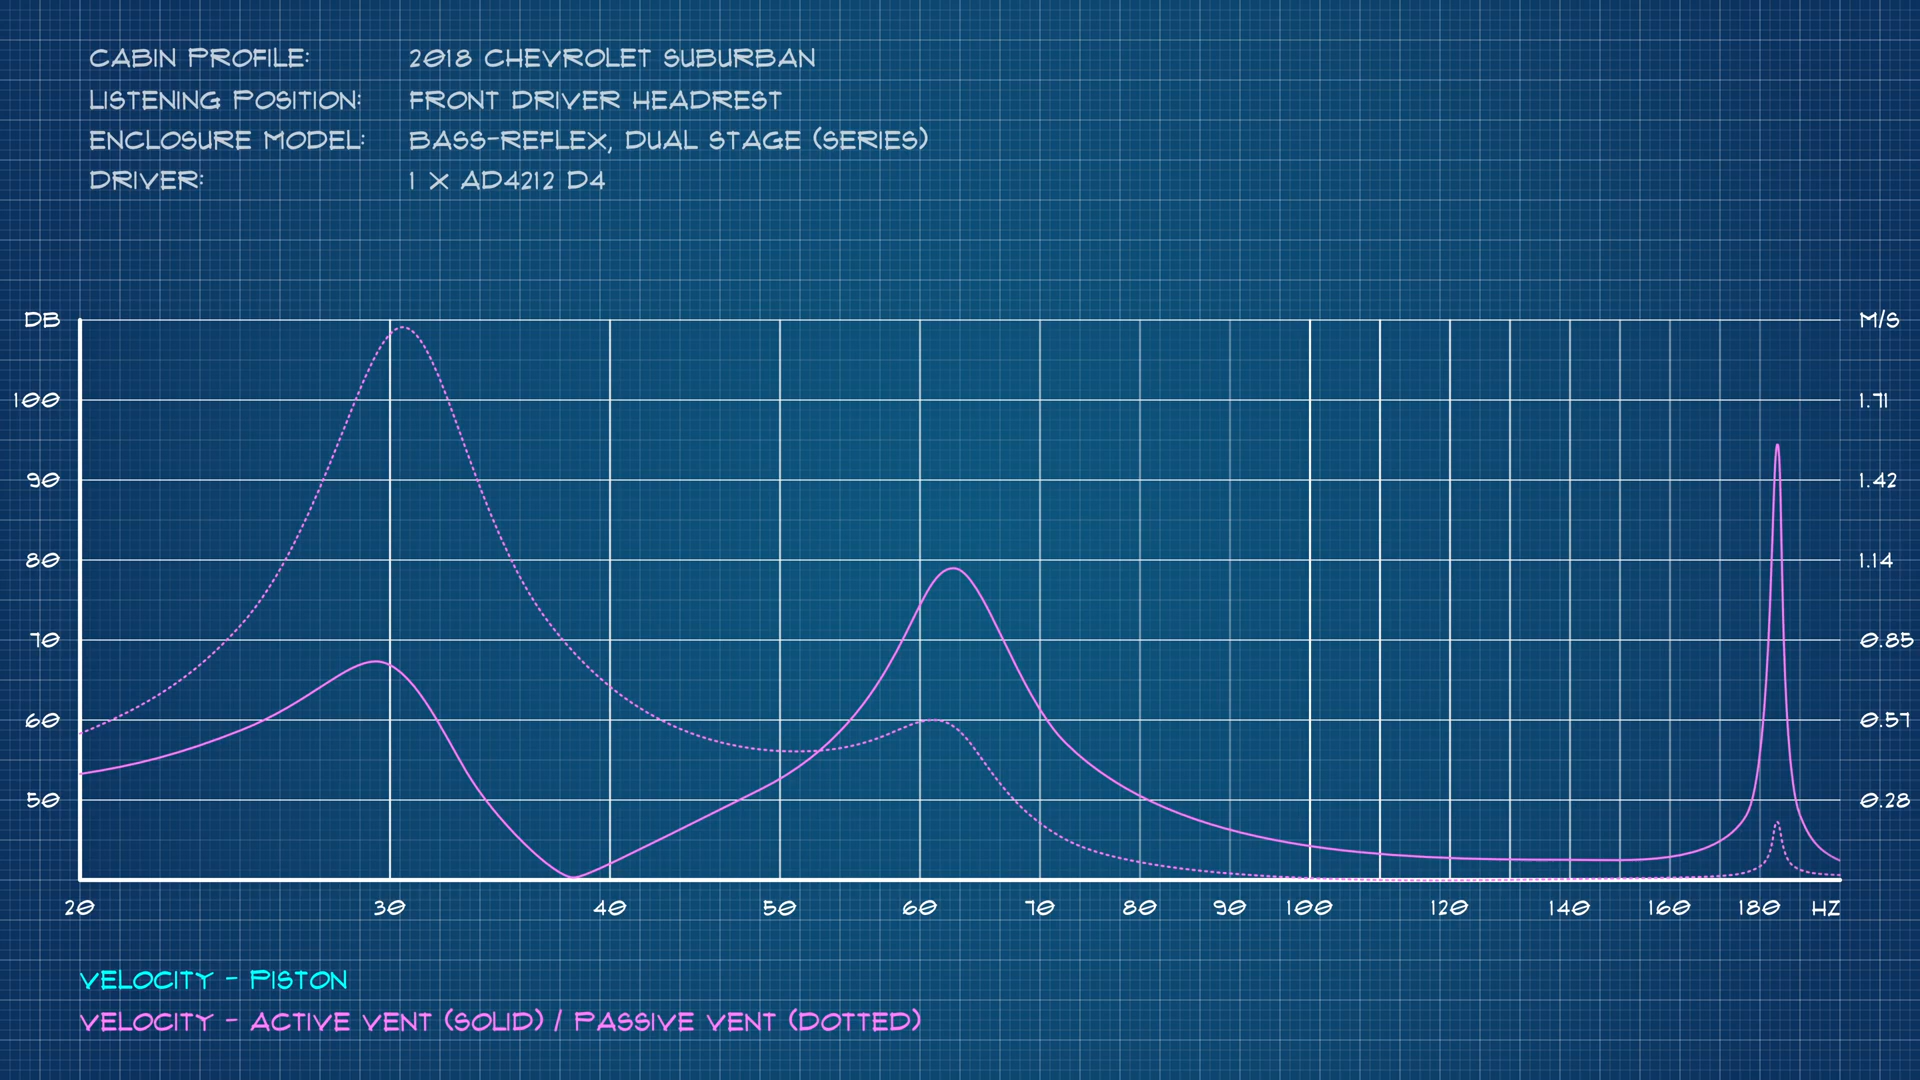 CABIN PROFILE: 2018 CHEVROLET SUBURBAN
LISTENING POSITION: FRONT DRIVER HEADREST
ENCLOSURE MODEL: BASS-REFLEX, DUAL STAGE (SERIES)
DRIVER: 1 X AD4212 D4
DB M/S
100 1.71
90 1.42
80 1.14
70 0.85
60 0.57
50 0.28
20 30 40 50 60 70 80 90 100 120 140 160 180 HZ
VELOCITY - PISTON
VELOCITY - ACTIVE VENT (SOLID) / PASSIVE VENT (DOTTED)